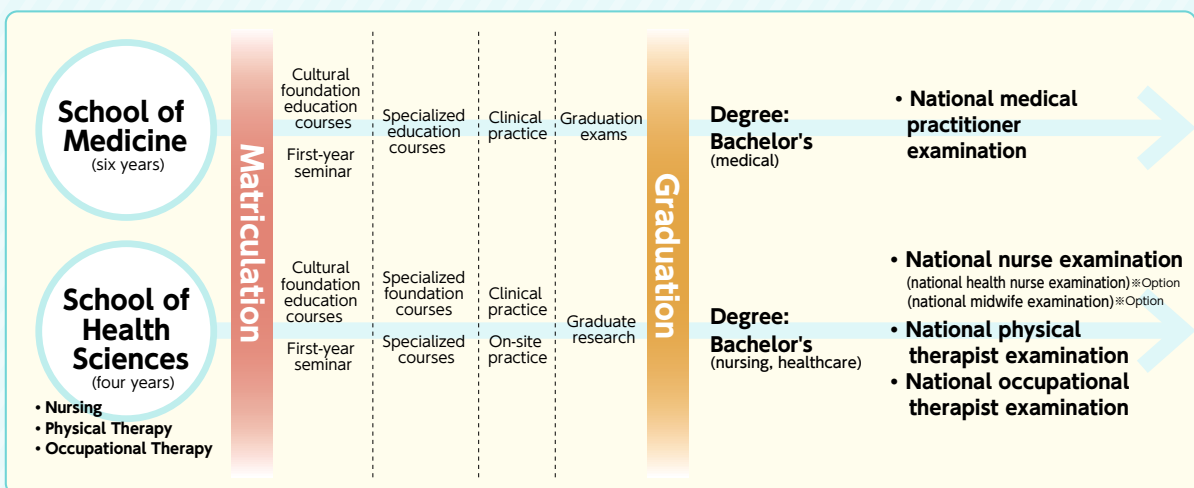 School of
Medicine
(six years)
Matriculation
Cultural
foundation
education
courses
First-year
seminar
Specialized
education
courses
Clinical
practice
Graduation
exams
Graduation
Degree:
Bachelor's
(medical)
• National medical
practitioner
examination
School of
Health
Sciences
(four years)
• Nursing
• Physical Therapy
• Occupational Therapy
Cultural
foundation
education
courses
First-year
seminar
Specialized
foundation
courses
Specialized
courses
Clinical
practice
On-site
practice
Graduate
research
Degree:
Bachelor's
(nursing, healthcare)
• National nurse examination
(national health nurse examination)※Option
(national midwife examination)※Option
• National physical
therapist examination
• National occupational
therapist examination